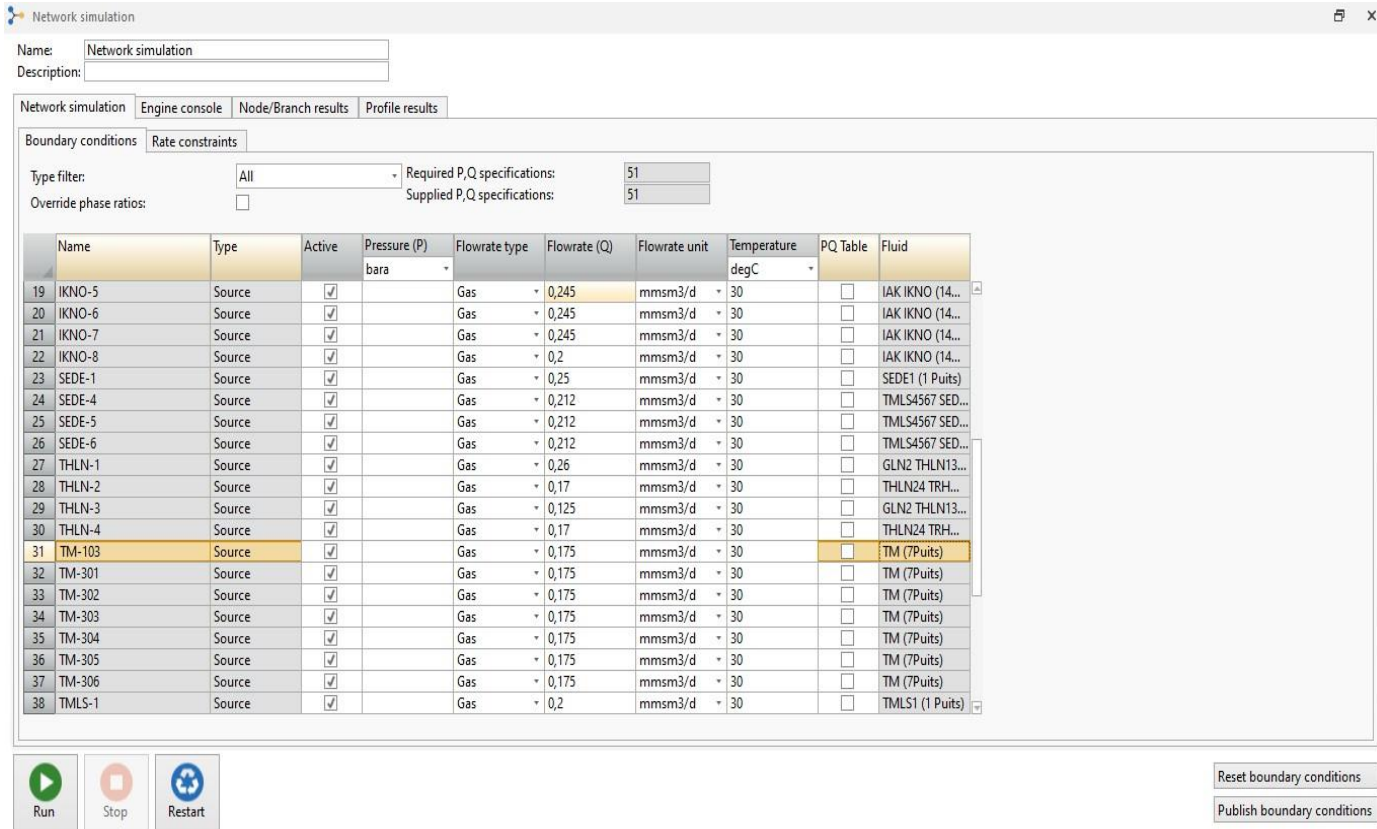 Network simulation
Name: Network simulation
Description:
Network simulation Engine console Node/Branch results Profile results
Boundary conditions Rate constraints
Type filter: All Required P,Q specifications: 51
Override phase ratios: Supplied P,Q specifications: 51
Name Type Active Pressure (P) Flowrate type Flowrate (Q) Flowrate unit Temperature PQ Table Fluid
bara degC
19 IKNO-5 Source Gas 0,245 mmsm3/d 30 IAK IKNO (14...
20 IKNO-6 Source Gas 0,245 mmsm3/d 30 IAK IKNO (14...
21 IKNO-7 Source Gas 0,245 mmsm3/d 30 IAK IKNO (14...
22 IKNO-8 Source Gas 0,2 mmsm3/d 30 IAK IKNO (14...
23 SEDE-1 Source Gas 0,25 mmsm3/d 30 SEDE1 (1 Puits)
24 SEDE-4 Source Gas 0,212 mmsm3/d 30 TMLS4567 SED...
25 SEDE-5 Source Gas 0,212 mmsm3/d 30 TMLS4567 SED...
26 SEDE-6 Source Gas 0,212 mmsm3/d 30 TMLS4567 SED...
27 THLN-1 Source Gas 0,26 mmsm3/d 30 GLN2 THLN13...
28 THLN-2 Source Gas 0,17 mmsm3/d 30 THLN24 TRH...
29 THLN-3 Source Gas 0,125 mmsm3/d 30 GLN2 THLN13...
30 THLN-4 Source Gas 0,17 mmsm3/d 30 THLN24 TRH...
31 TM-103 Source Gas 0,175 mmsm3/d 30 TM (7Puits)
32 TM-301 Source Gas 0,175 mmsm3/d 30 TM (7Puits)
33 TM-302 Source Gas 0,175 mmsm3/d 30 TM (7Puits)
34 TM-303 Source Gas 0,175 mmsm3/d 30 TM (7Puits)
35 TM-304 Source Gas 0,175 mmsm3/d 30 TM (7Puits)
36 TM-305 Source Gas 0,175 mmsm3/d 30 TM (7Puits)
37 TM-306 Source Gas 0,175 mmsm3/d 30 TM (7Puits)
38 TMLS-1 Source Gas 0,2 mmsm3/d 30 TMLS1 (1 Puits)
Run Stop Restart
Reset boundary conditions
Publish boundary conditions